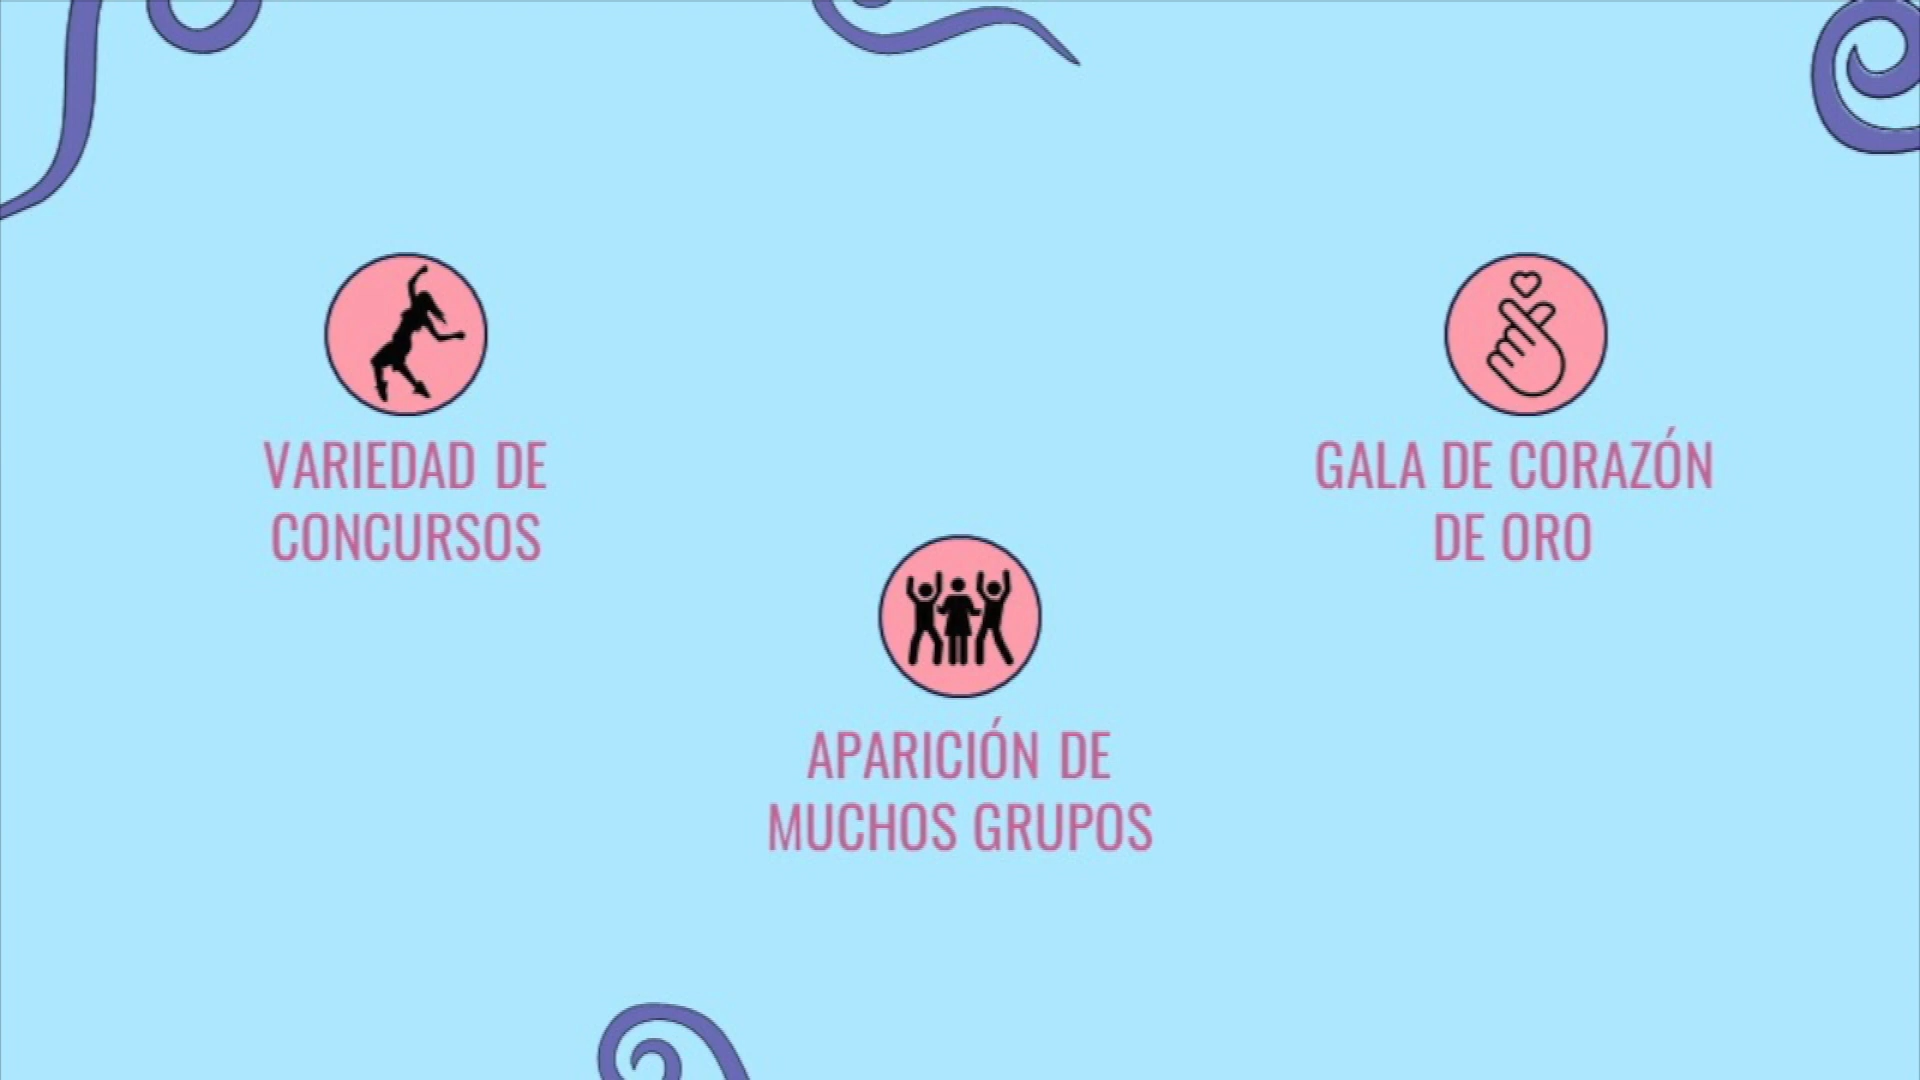 VARIEDAD DE
CONCURSOS
APARICIÓN DE
MUCHOS GRUPOS
GALA DE CORAZÓN
DE ORO